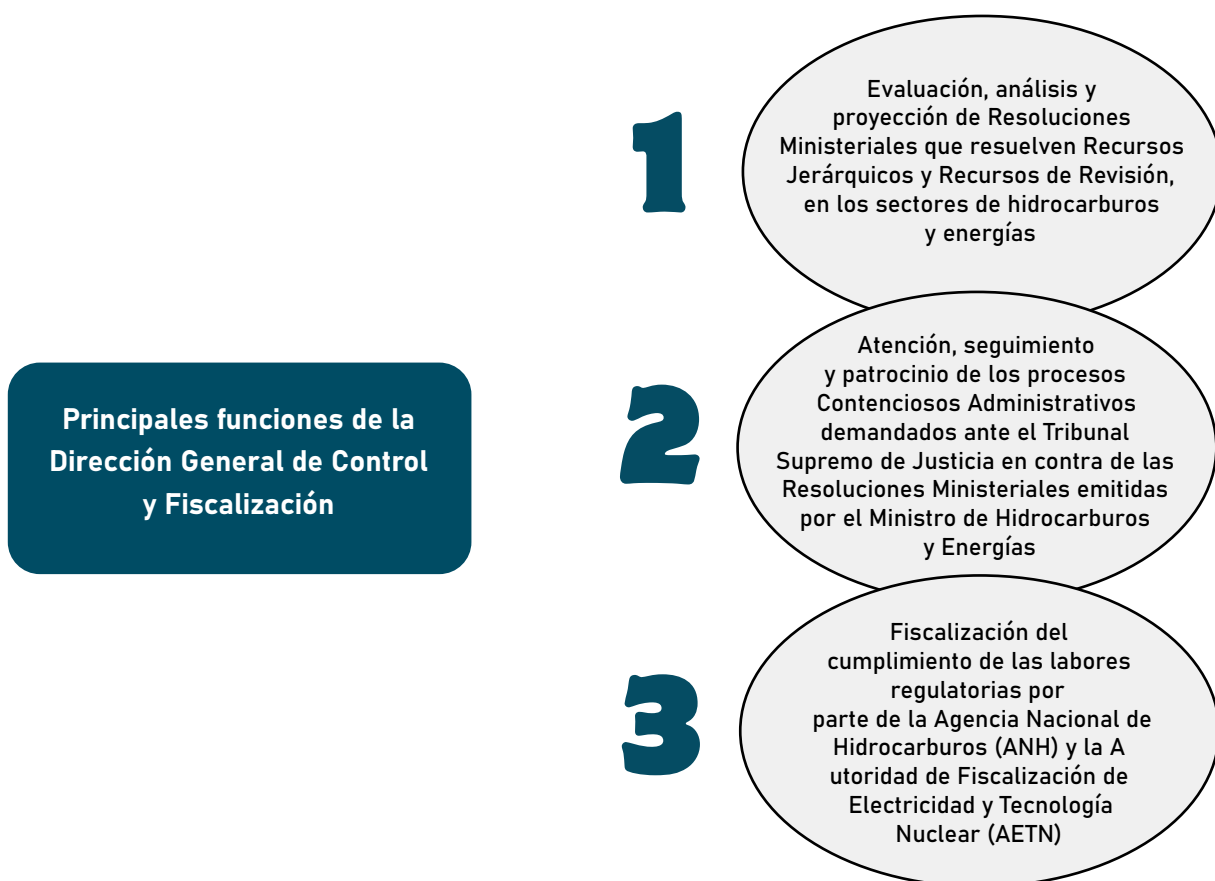 Principales funciones de la
Dirección General de Control
y Fiscalización
1
Evaluación, análisis y
proyección de Resoluciones
Ministeriales que resuelven Recursos
Jerárquicos y Recursos de Revisión,
en los sectores de hidrocarburos
y energías
2
Atención, seguimiento
y patrocinio de los procesos
Contenciosos Administrativos
demandados ante el Tribunal
Supremo de Justicia en contra de las
Resoluciones Ministeriales emitidas
por el Ministro de Hidrocarburos
y Energías
3
Fiscalización del
cumplimiento de las labores
regulatorias por
parte de la Agencia Nacional de
Hidrocarburos (ANH) y la A
utoridad de Fiscalización de
Electricidad y Tecnología
Nuclear (AETN)